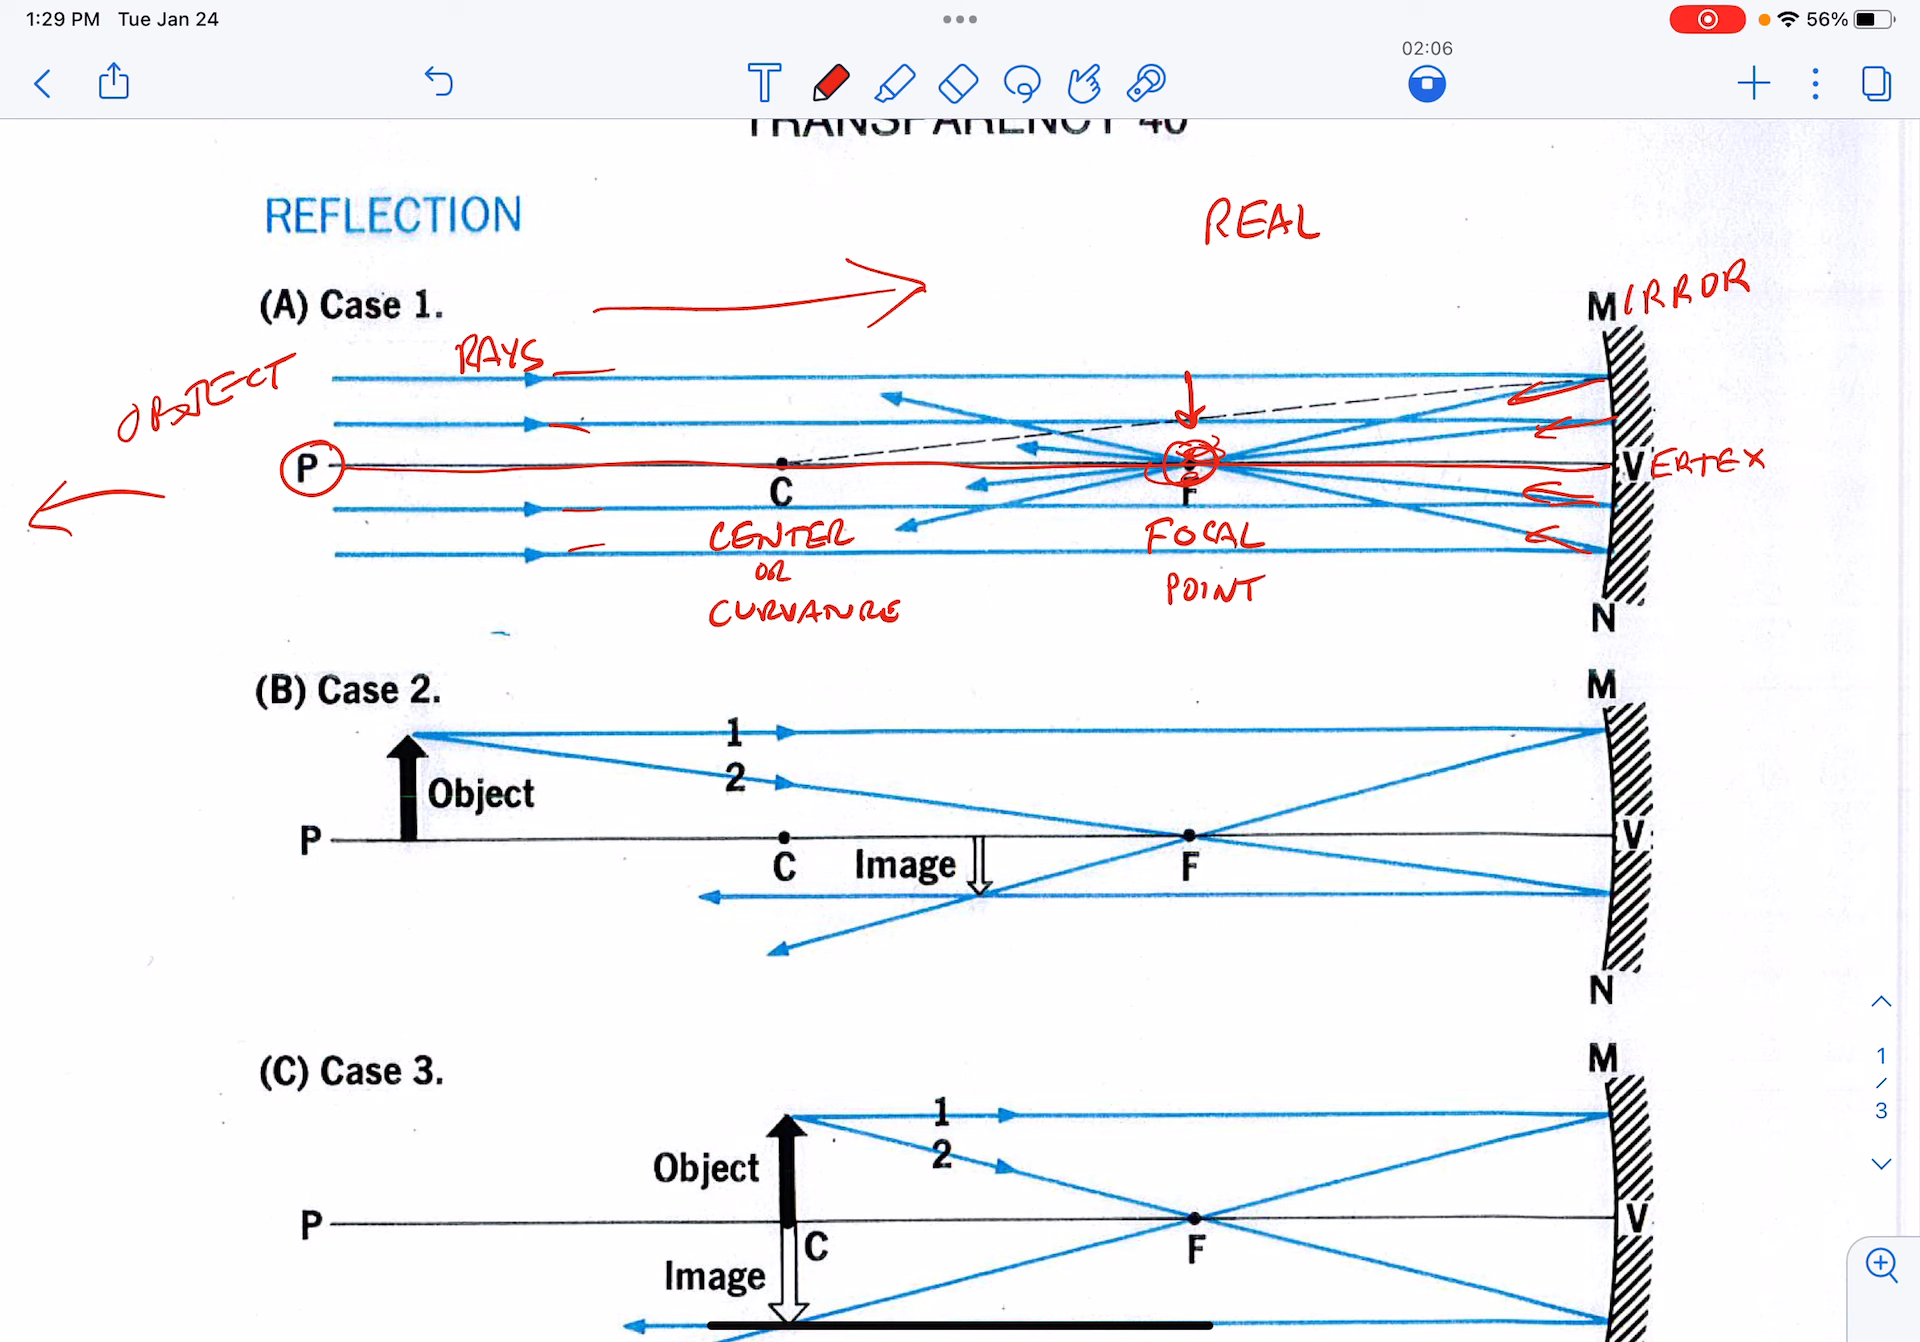 1:29 PM Tue Jan 24
56%
02:06
TRANSPARENCY 40
REFLECTION
REAL
(A) Case 1.
MIRROR
RAYS
OBJECT
P
C
F
VERTEX
CENTER
OR
CURVANRE
FOCAL
POINT
N
(B) Case 2.
M
1
2
Object
P
C
Image
F
V
N
(C) Case 3.
M
1
2
Object
P
C
F
V
Image
1
/
3